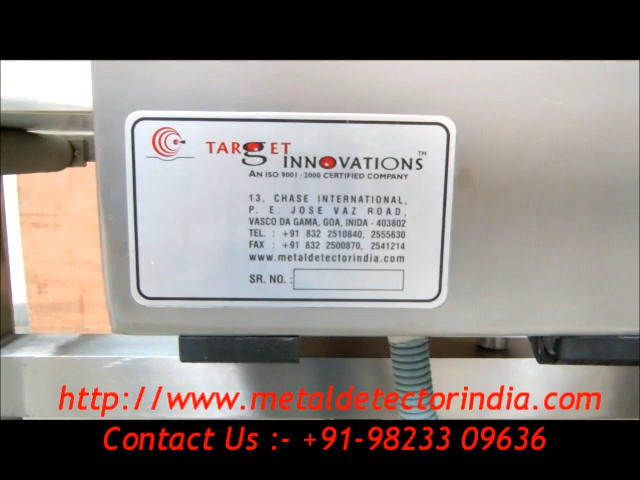 TARGET
INNOVATIONS™
AN ISO 9001 : 2000 CERTIFIED COMPANY
13, CHASE INTERNATIONAL,
P. E. JOSE VAZ ROAD,
VASCO DA GAMA, GOA, INIDA - 403802
TEL. : +91 832 2510840, 2555630
FAX : +91 832 2500870, 2541214
www.metaldetectorindia.com
SR. NO. :
http://www.metaldetectorindia.com
Contact Us :- +91-98233 09636